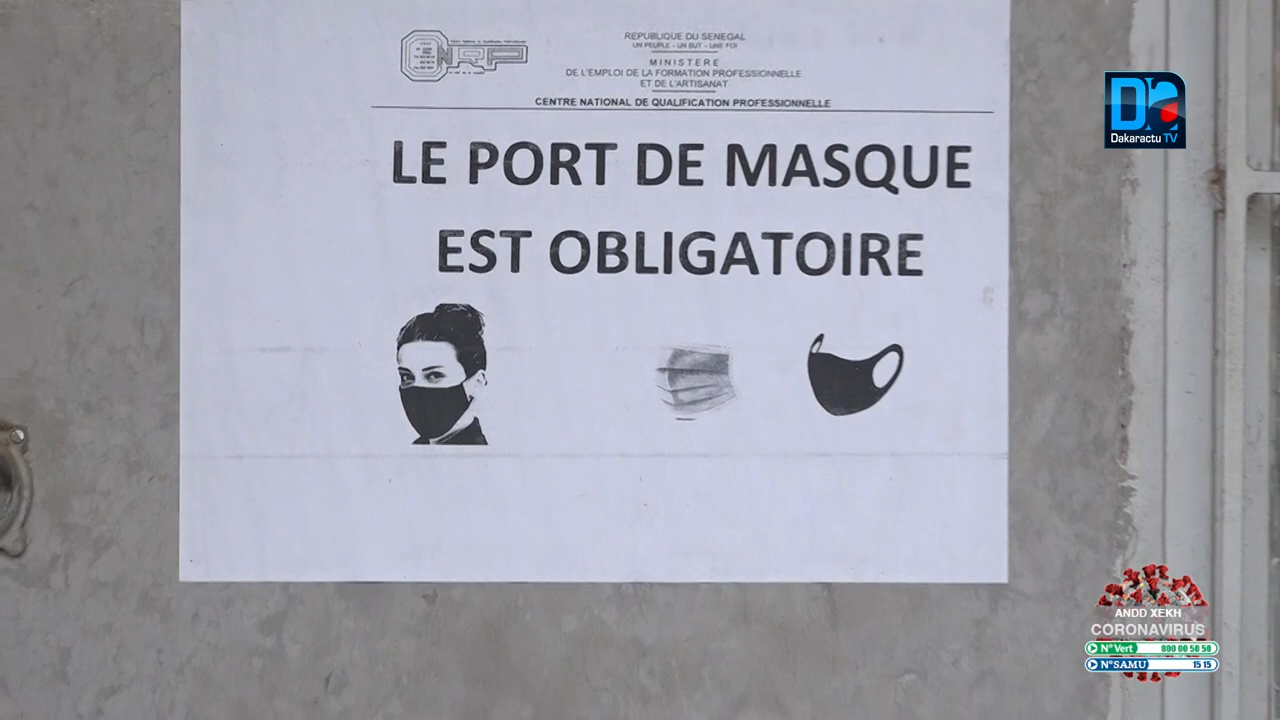 REPUBLIQUE DU SENEGAL
UN PEUPLE – UN BUT – UNE FOI
MINISTERE
DE L'EMPLOI DE LA FORMATION PROFESSIONNELLE
ET DE L'ARTISANAT
CENTRE NATIONAL DE QUALIFICATION PROFESSIONNELLE
LE PORT DE MASQUE
EST OBLIGATOIRE
Dakaractu TV
ANDD XEKH
CORONAVIRUS
N°Vert 800 00 50 50
N°SAMU 15 15